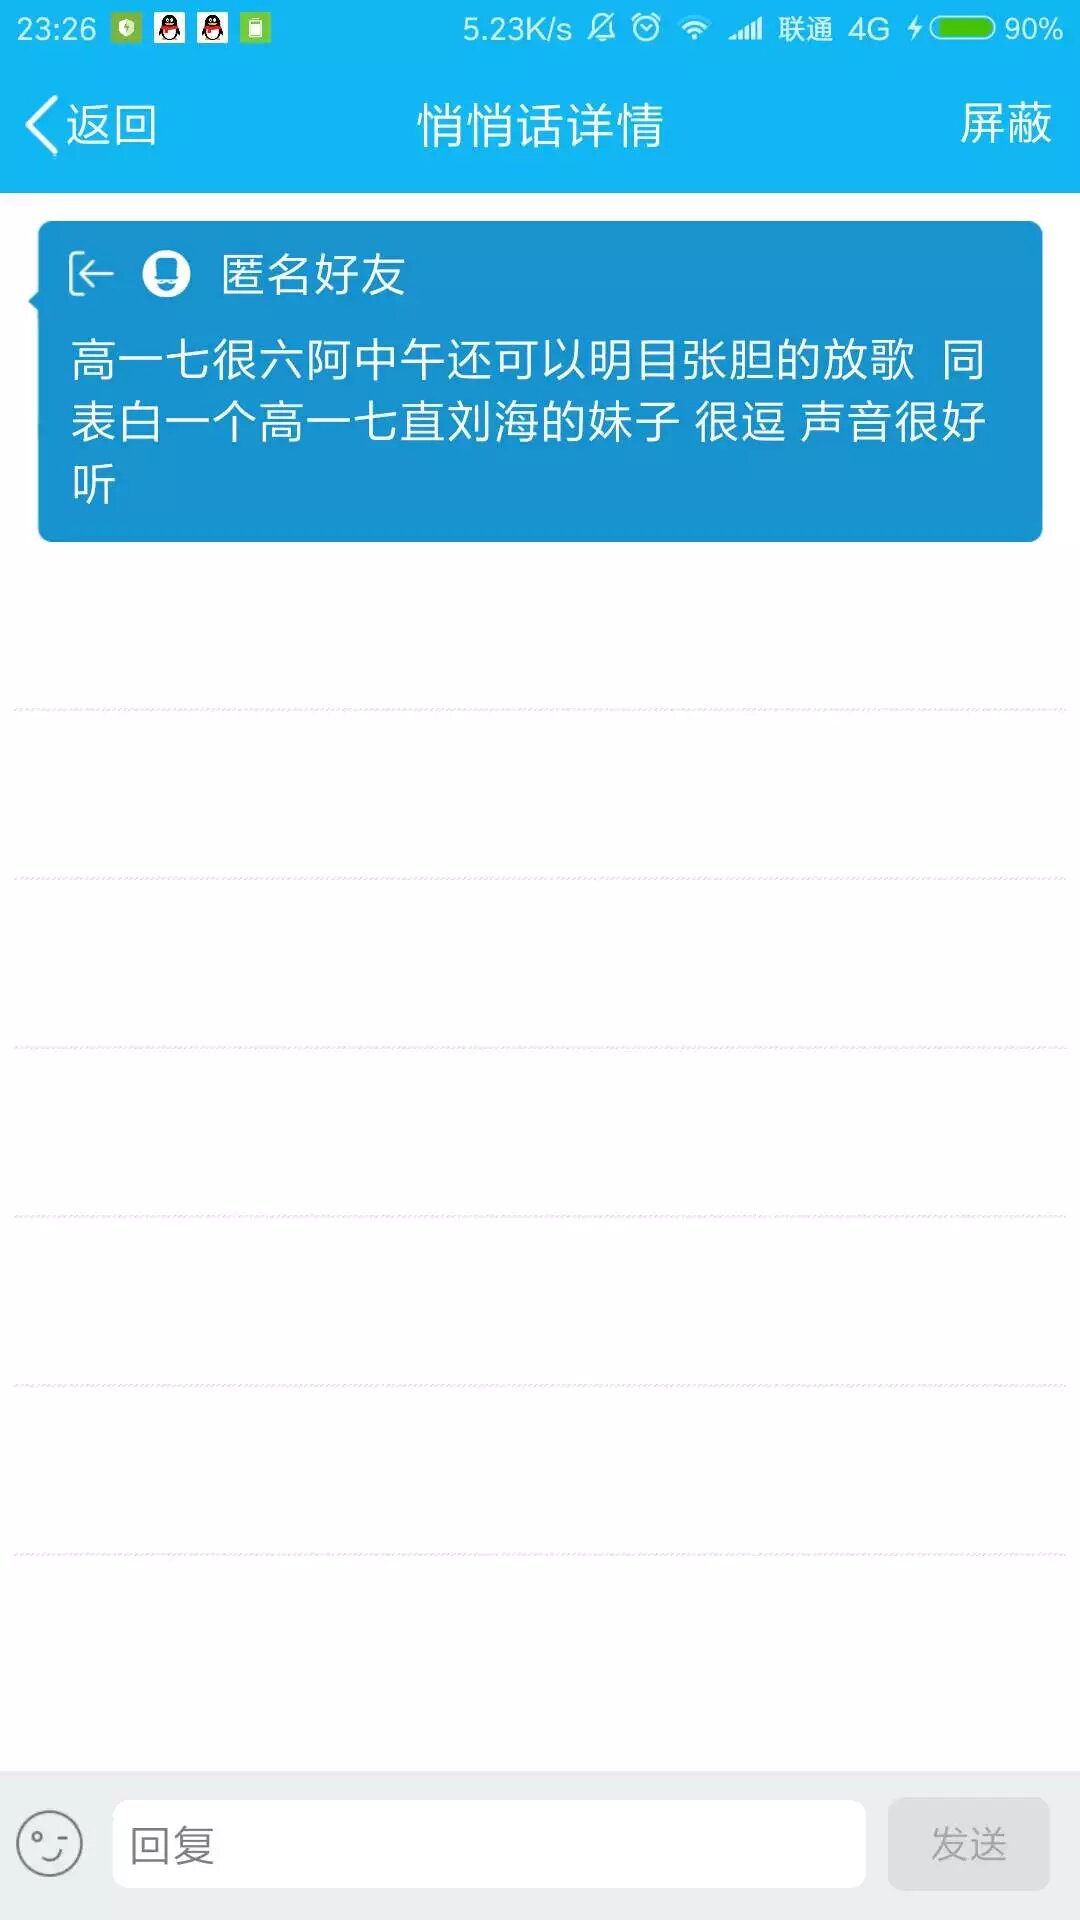 23:26 5.23K/s 联通 4G 90%
返回 悄悄话详情 屏蔽
匿名好友
高一七很六阿中午还可以明目张胆的放歌 同
表白一个高一七直刘海的妹子 很逗 声音很好
听
回复 发送